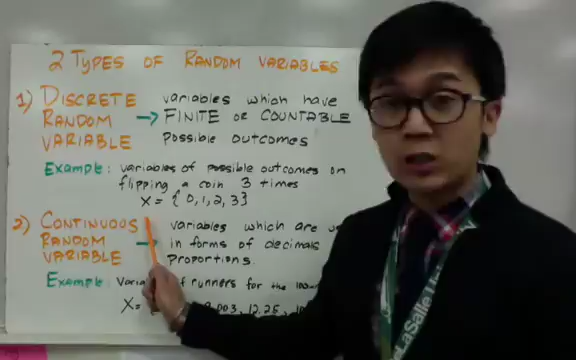 2 TYPES OF RANDOM VARIABLES
1) DISCRETE RANDOM VARIABLE → variables which have
FINITE OR COUNTABLE
possible outcomes
Example: variables of possible outcomes on
flipping a coin 3 times
X = { 0, 1, 2, 3 }
2) CONTINUOUS RANDOM VARIABLE → variables which are
in forms of decimals
proportions.
Example: of runners for the
X = 12.25,
LaSalle